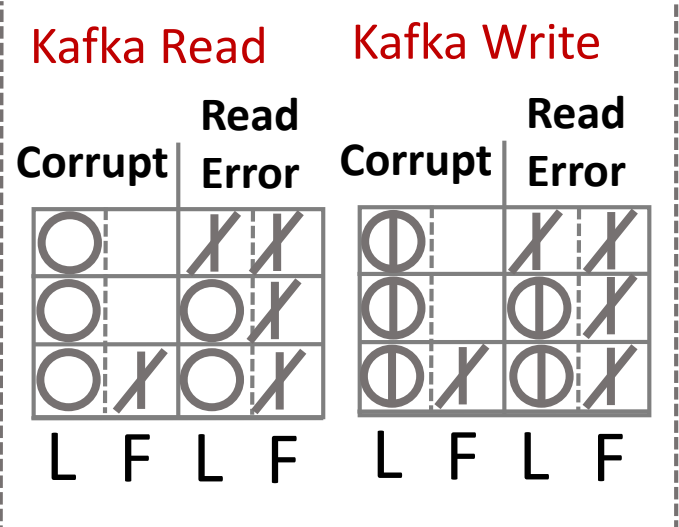 Kafka Read
Kafka Write
Corrupt
Read
Error
Corrupt
Read
Error
L F L F
L F L F